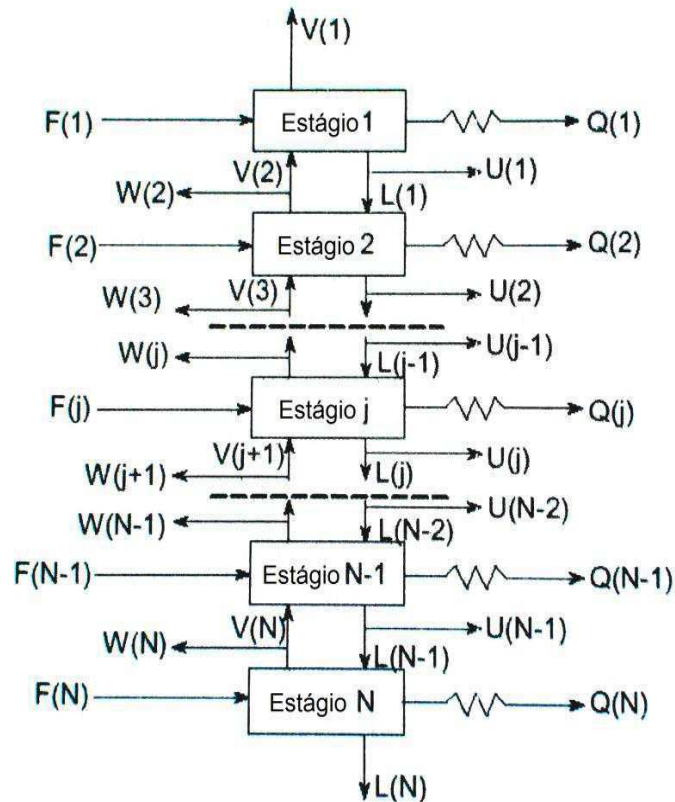 V(1)
F(1) Estágio 1 Q(1)
V(2) U(1)
W(2) L(1)
F(2) Estágio 2 Q(2)
W(3) V(3) U(2)
W(j) L(j-1) U(j-1)
F(j) Estágio j Q(j)
W(j+1) V(j+1) L(j) U(j)
W(N-1) L(N-2) U(N-2)
F(N-1) Estágio N-1 Q(N-1)
W(N) V(N) U(N-1)
L(N-1)
F(N) Estágio N Q(N)
L(N)